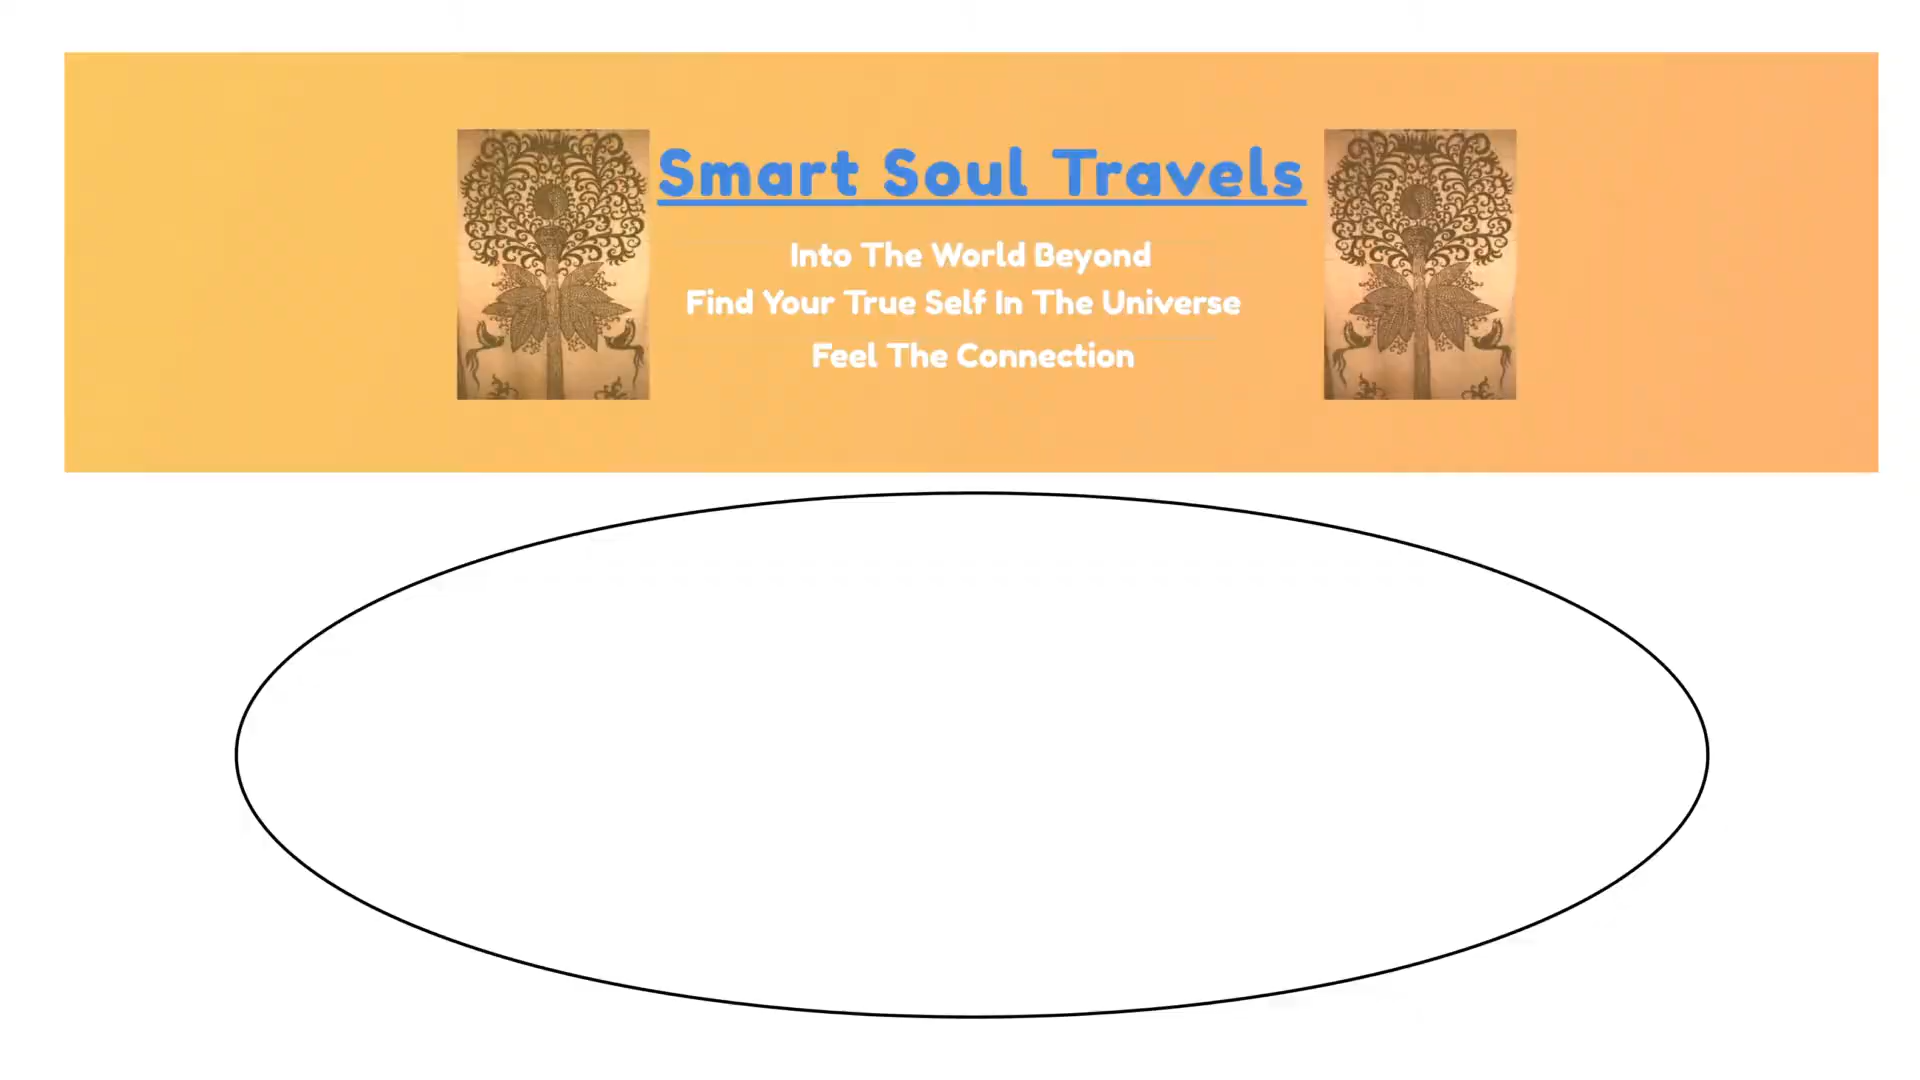 Smart Soul Travels
Into The World Beyond
Find Your True Self In The Universe
Feel The Connection